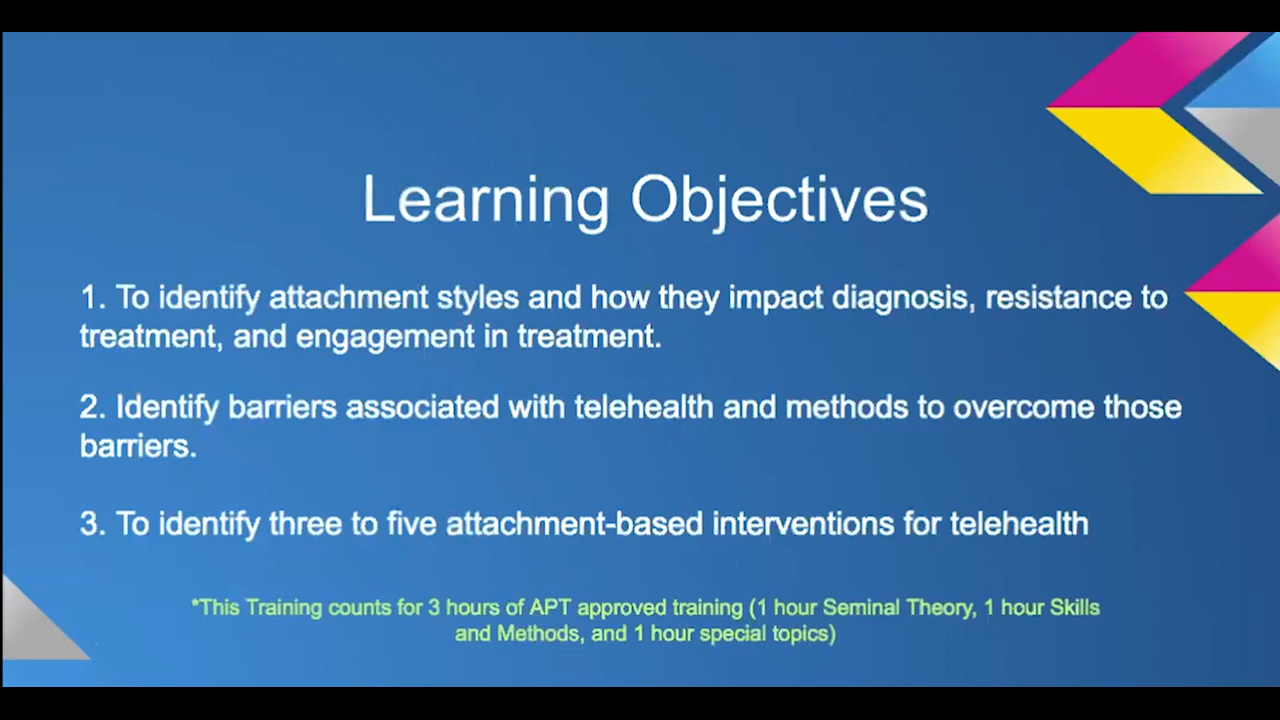 Learning Objectives
1. To identify attachment styles and how they impact diagnosis, resistance to
treatment, and engagement in treatment.
2. Identify barriers associated with telehealth and methods to overcome those
barriers.
3. To identify three to five attachment-based interventions for telehealth
*This Training counts for 3 hours of APT approved training (1 hour Seminal Theory, 1 hour Skills
and Methods, and 1 hour special topics)